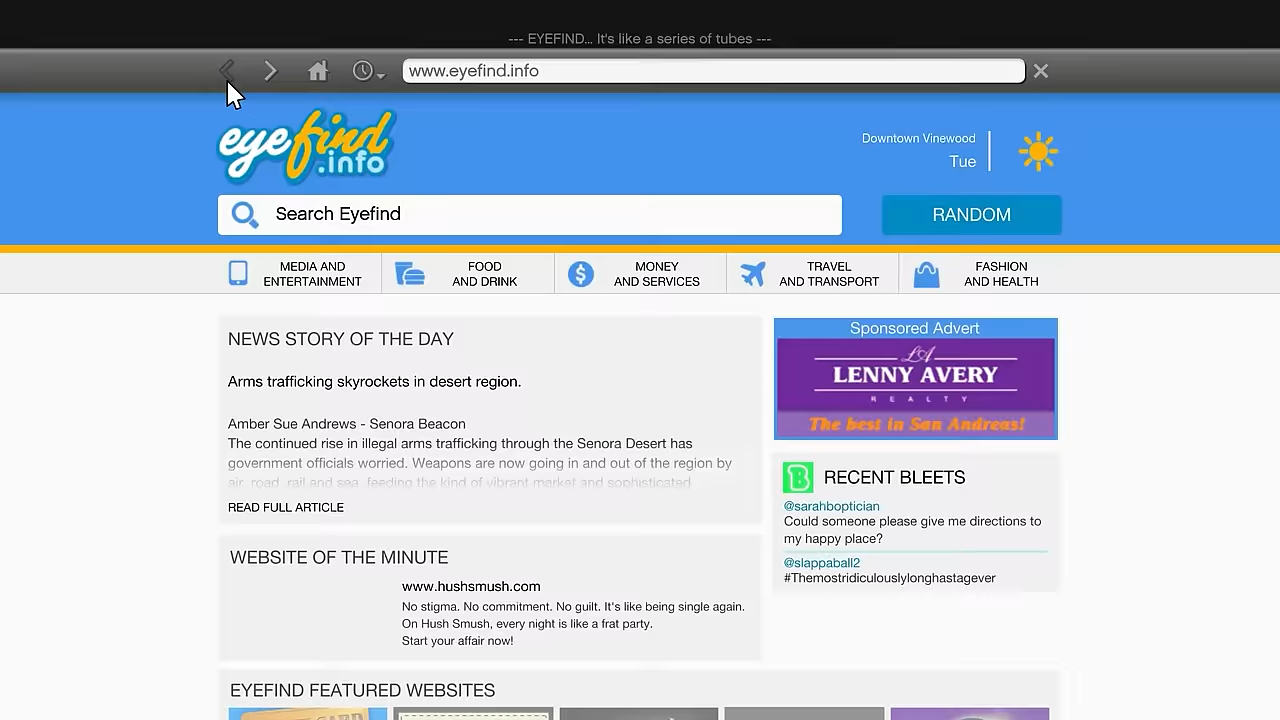 --- EYEFIND... It's like a series of tubes ---
www.eyefind.info
eyefind
.info
Downtown Vinewood
Tue
Search Eyefind
RANDOM
MEDIA AND
ENTERTAINMENT
FOOD
AND DRINK
MONEY
AND SERVICES
TRAVEL
AND TRANSPORT
FASHION
AND HEALTH
NEWS STORY OF THE DAY
Arms trafficking skyrockets in desert region.
Amber Sue Andrews - Senora Beacon
The continued rise in illegal arms trafficking through the Senora Desert has
government officials worried. Weapons are now going in and out of the region by
air, road, rail and sea, feeding the kind of vibrant market and sophisticated
READ FULL ARTICLE
WEBSITE OF THE MINUTE
www.hushsmush.com
No stigma. No commitment. No guilt. It's like being single again.
On Hush Smush, every night is like a frat party.
Start your affair now!
Sponsored Advert
LA
LENNY AVERY
REALTY
The best in San Andreas!
B
RECENT BLEETS
@sarahboptician
Could someone please give me directions to
my happy place?
@slappaball2
#Themostridiculouslylonghastagever
EYEFIND FEATURED WEBSITES